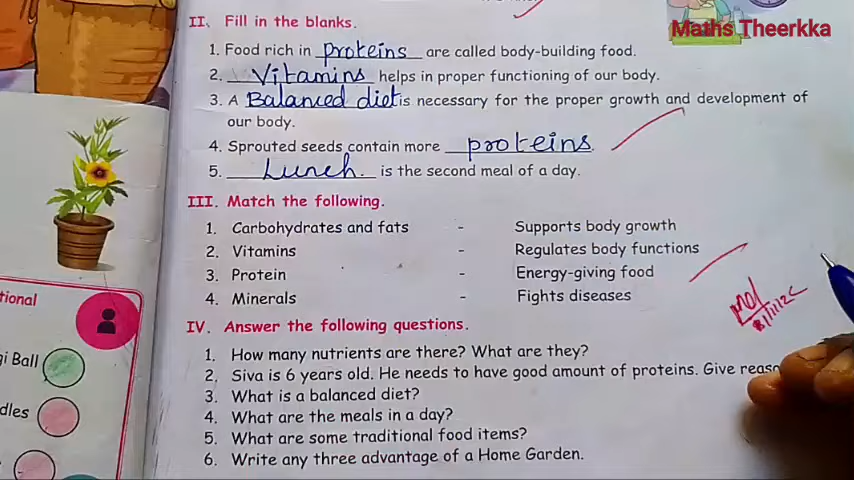 Maths Theerkka
II. Fill in the blanks.
1. Food rich in proteins are called body-building food.
2. Vitamins helps in proper functioning of our body.
3. A Balanced diet is necessary for the proper growth and development of
our body.
4. Sprouted seeds contain more proteins.
5. Lunch is the second meal of a day.
III. Match the following.
1. Carbohydrates and fats - Supports body growth
2. Vitamins - Regulates body functions
3. Protein - Energy-giving food
4. Minerals - Fights diseases
IV. Answer the following questions.
1. How many nutrients are there? What are they?
2. Siva is 6 years old. He needs to have good amount of proteins. Give
3. What is a balanced diet?
4. What are the meals in a day?
5. What are some traditional food items?
6. Write any three advantage of a Home Garden.
Ball